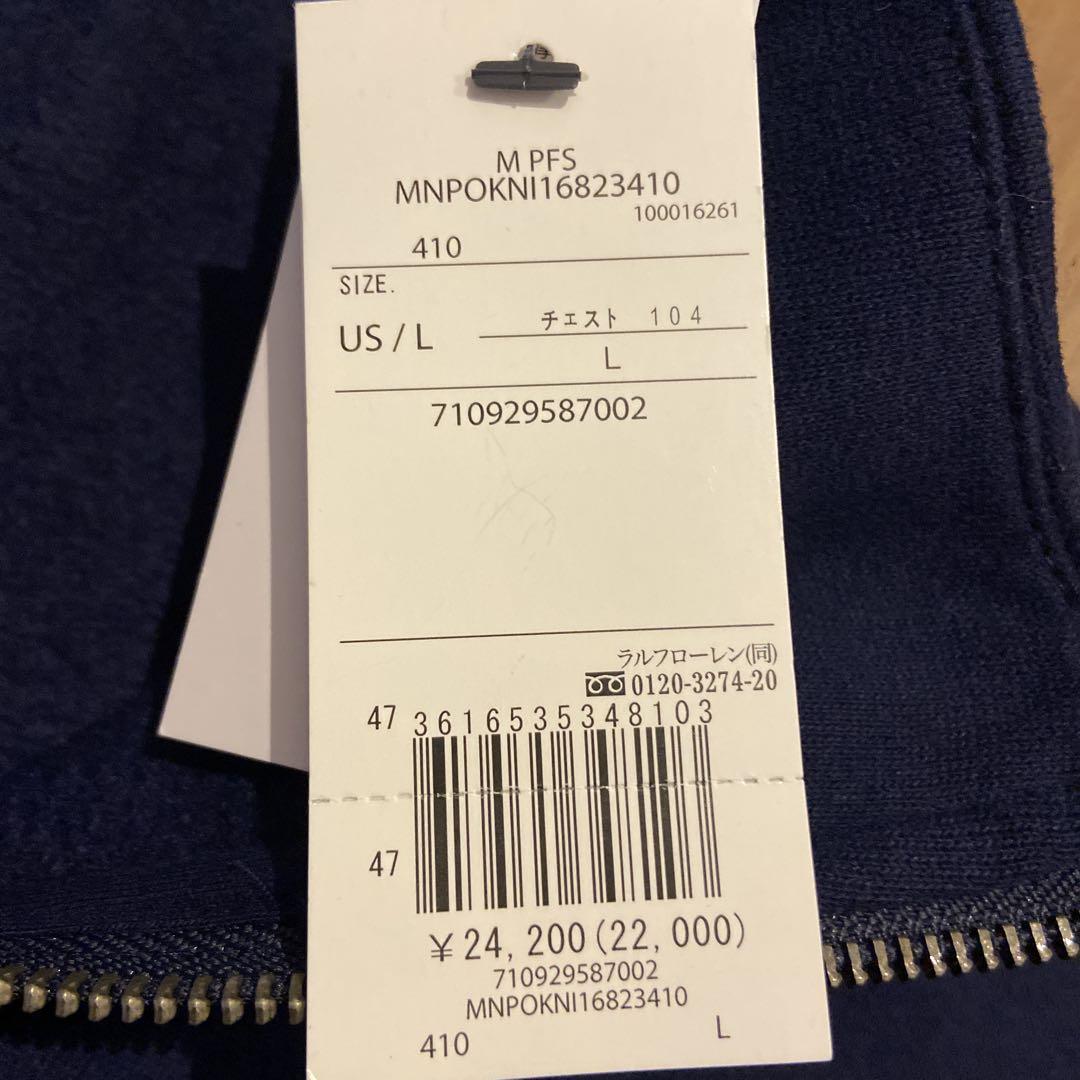 M PFS
MNPOKNI16823410
100016261
410
SIZE.
US / L
チェスト 104
L
710929587002
ラルフローレン(同)
0120-3274-20
47 3616535348103
47
¥24,200(22,000)
710929587002
MNPOKNI16823410
410 L